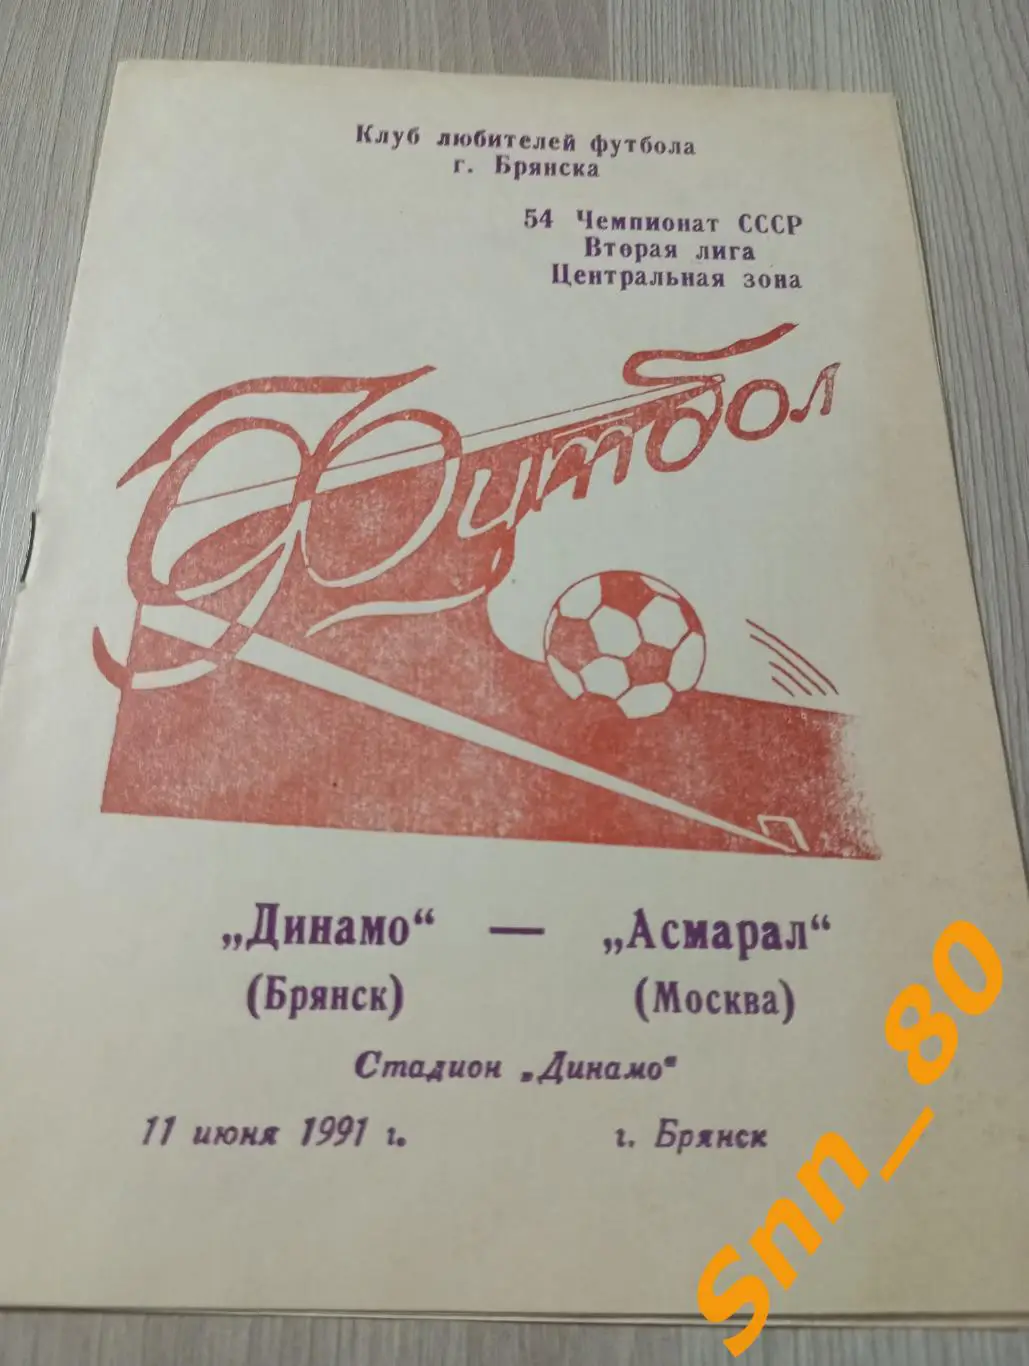 Клуб любителей футбола
г. Брянска
54 Чемпионат СССР
Вторая лига
Центральная зона
Футбол
„Динамо“ — „Асмарал“
(Брянск) (Москва)
Стадион „Динамо“
11 июня 1991 г. г. Брянск
Snn_80